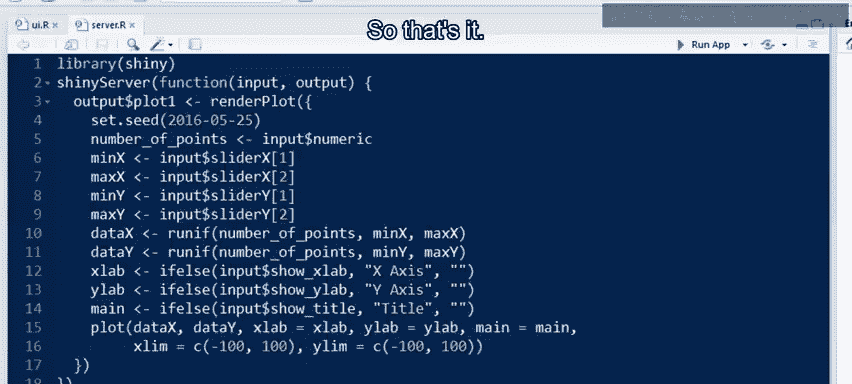 ui.R
server.R
So that's it.
Run App
1 library(shiny)
2 shinyServer(function(input, output) {
3 output$plot1 <- renderPlot({
4 set.seed(2016-05-25)
5 number_of_points <- input$numeric
6 minX <- input$sliderX[1]
7 maxX <- input$sliderX[2]
8 minY <- input$sliderY[1]
9 maxY <- input$sliderY[2]
10 dataX <- runif(number_of_points, minX, maxX)
11 dataY <- runif(number_of_points, minY, maxY)
12 xlab <- ifelse(input$show_xlab, "X Axis", "")
13 ylab <- ifelse(input$show_ylab, "Y Axis", "")
14 main <- ifelse(input$show_title, "Title", "")
15 plot(dataX, dataY, xlab = xlab, ylab = ylab, main = main,
16 xlim = c(-100, 100), ylim = c(-100, 100))
17 })
18 })